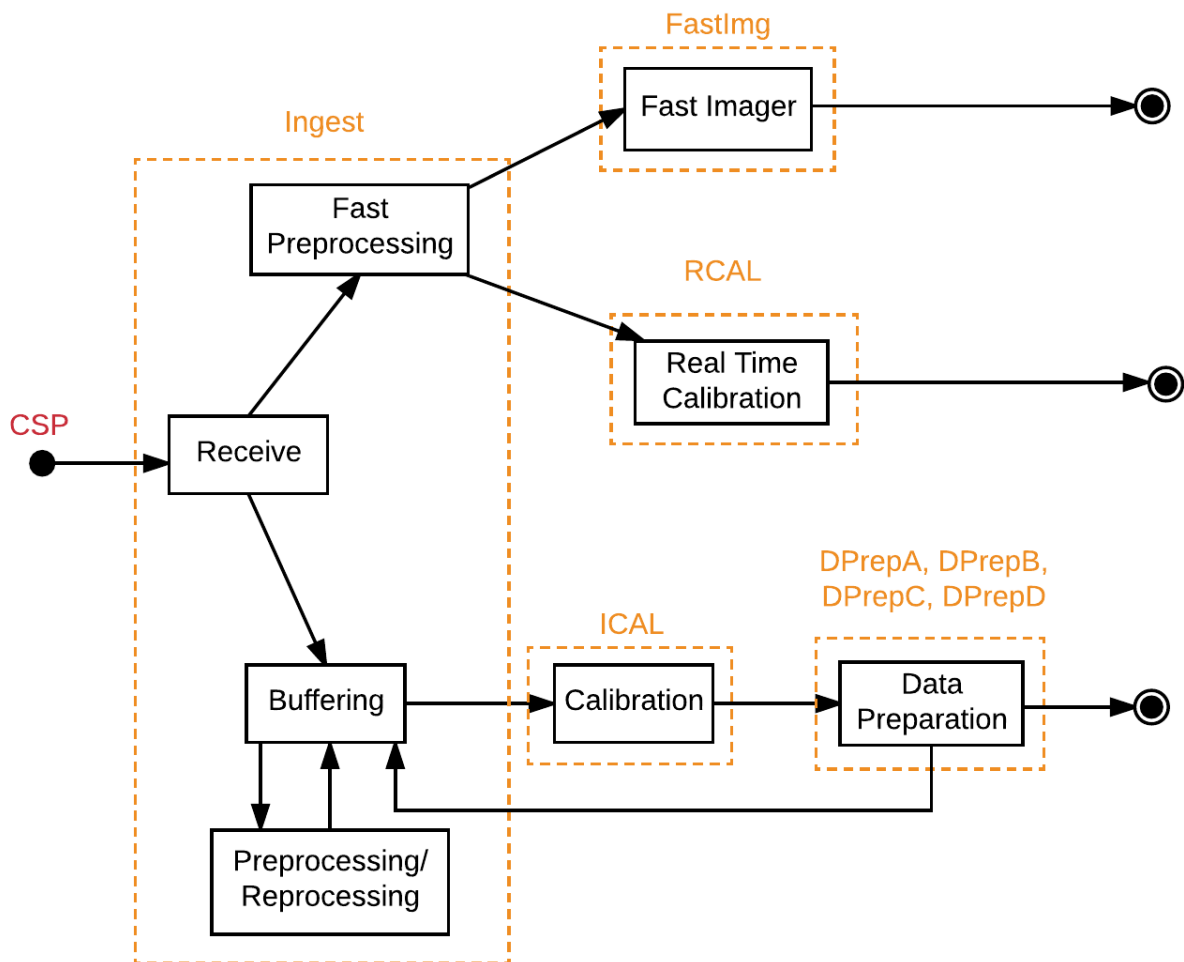 FastImg
Fast Imager
Ingest
Fast
Preprocessing
RCAL
Real Time
Calibration
CSP
Receive
DPrepA, DPrepB,
DPrepC, DPrepD
ICAL
Buffering
Calibration
Data
Preparation
Preprocessing/
Reprocessing